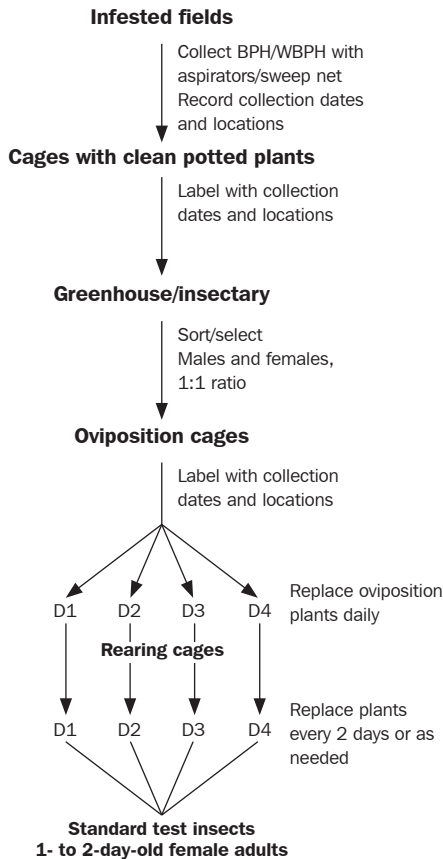 Infested fields
Collect BPH/WBPH with
aspirators/sweep net
Record collection dates
and locations
Cages with clean potted plants
Label with collection
dates and locations
Greenhouse/insectary
Sort/select
Males and females,
1:1 ratio
Oviposition cages
Label with collection
dates and locations
D1 D2 D3 D4
Replace oviposition
plants daily
Rearing cages
D1 D2 D3 D4
Replace plants
every 2 days or as
needed
Standard test insects
1- to 2-day-old female adults